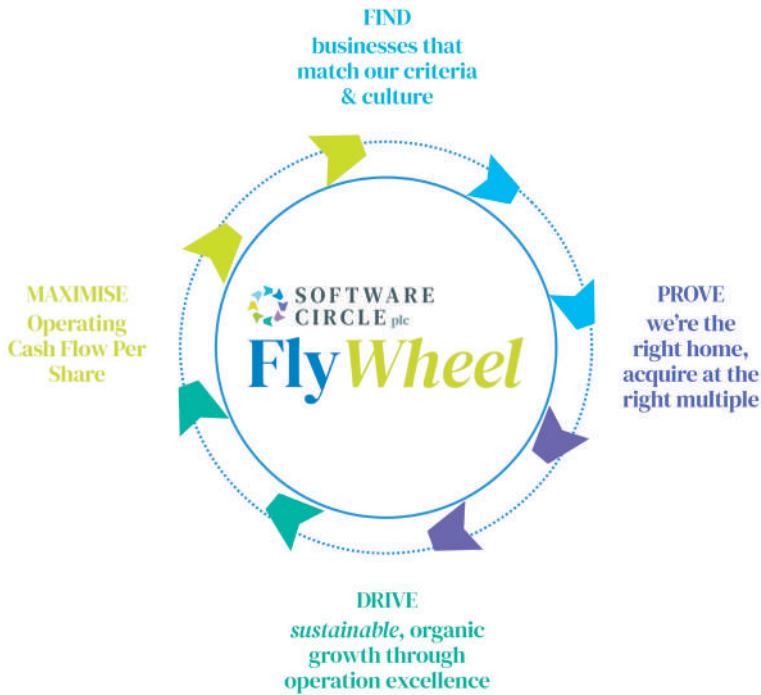 FIND
businesses that
match our criteria
& culture
MAXIMISE
Operating
Cash Flow Per
Share
SOFTWARE
CIRCLE plc
FlyWheel
PROVE
we're the
right home,
acquire at the
right multiple
DRIVE
sustainable, organic
growth through
operation excellence